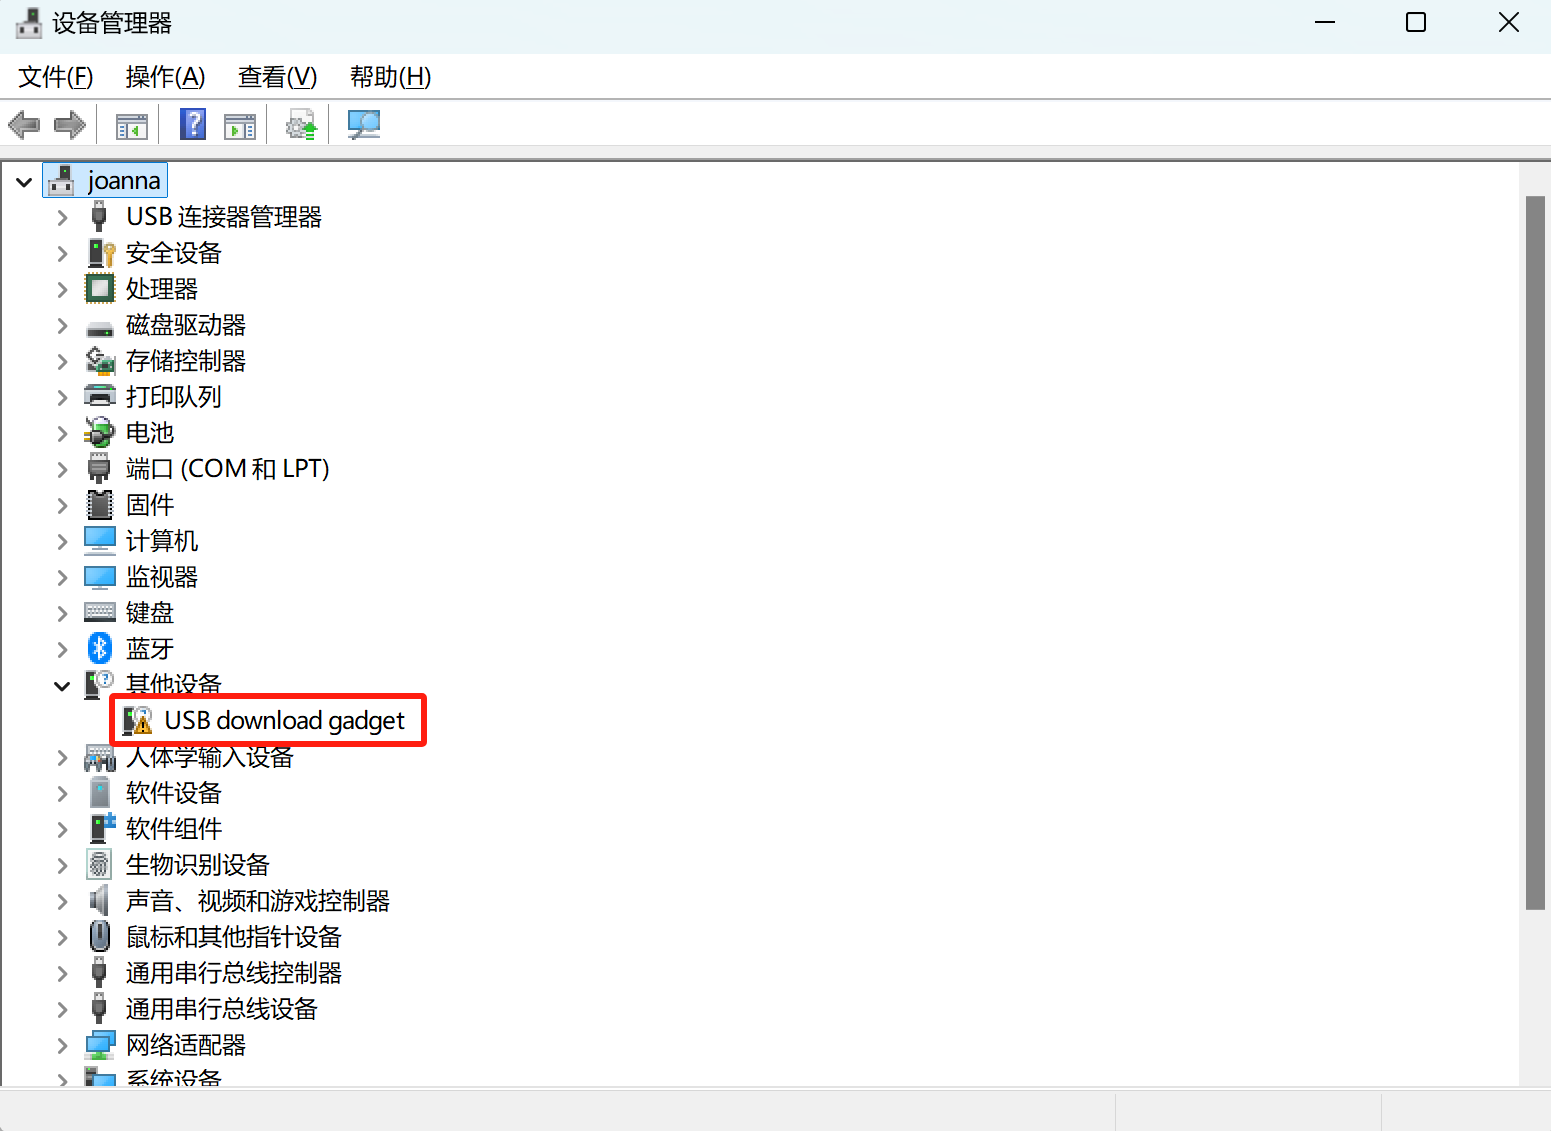 设备管理器
文件(F) 操作(A) 查看(V) 帮助(H)
joanna
USB 连接器管理器
安全设备
处理器
磁盘驱动器
存储控制器
打印队列
电池
端口 (COM 和 LPT)
固件
计算机
监视器
键盘
蓝牙
其他设备
USB download gadget
人体学输入设备
软件设备
软件组件
生物识别设备
声音、视频和游戏控制器
鼠标和其他指针设备
通用串行总线控制器
通用串行总线设备
网络适配器
系统设备